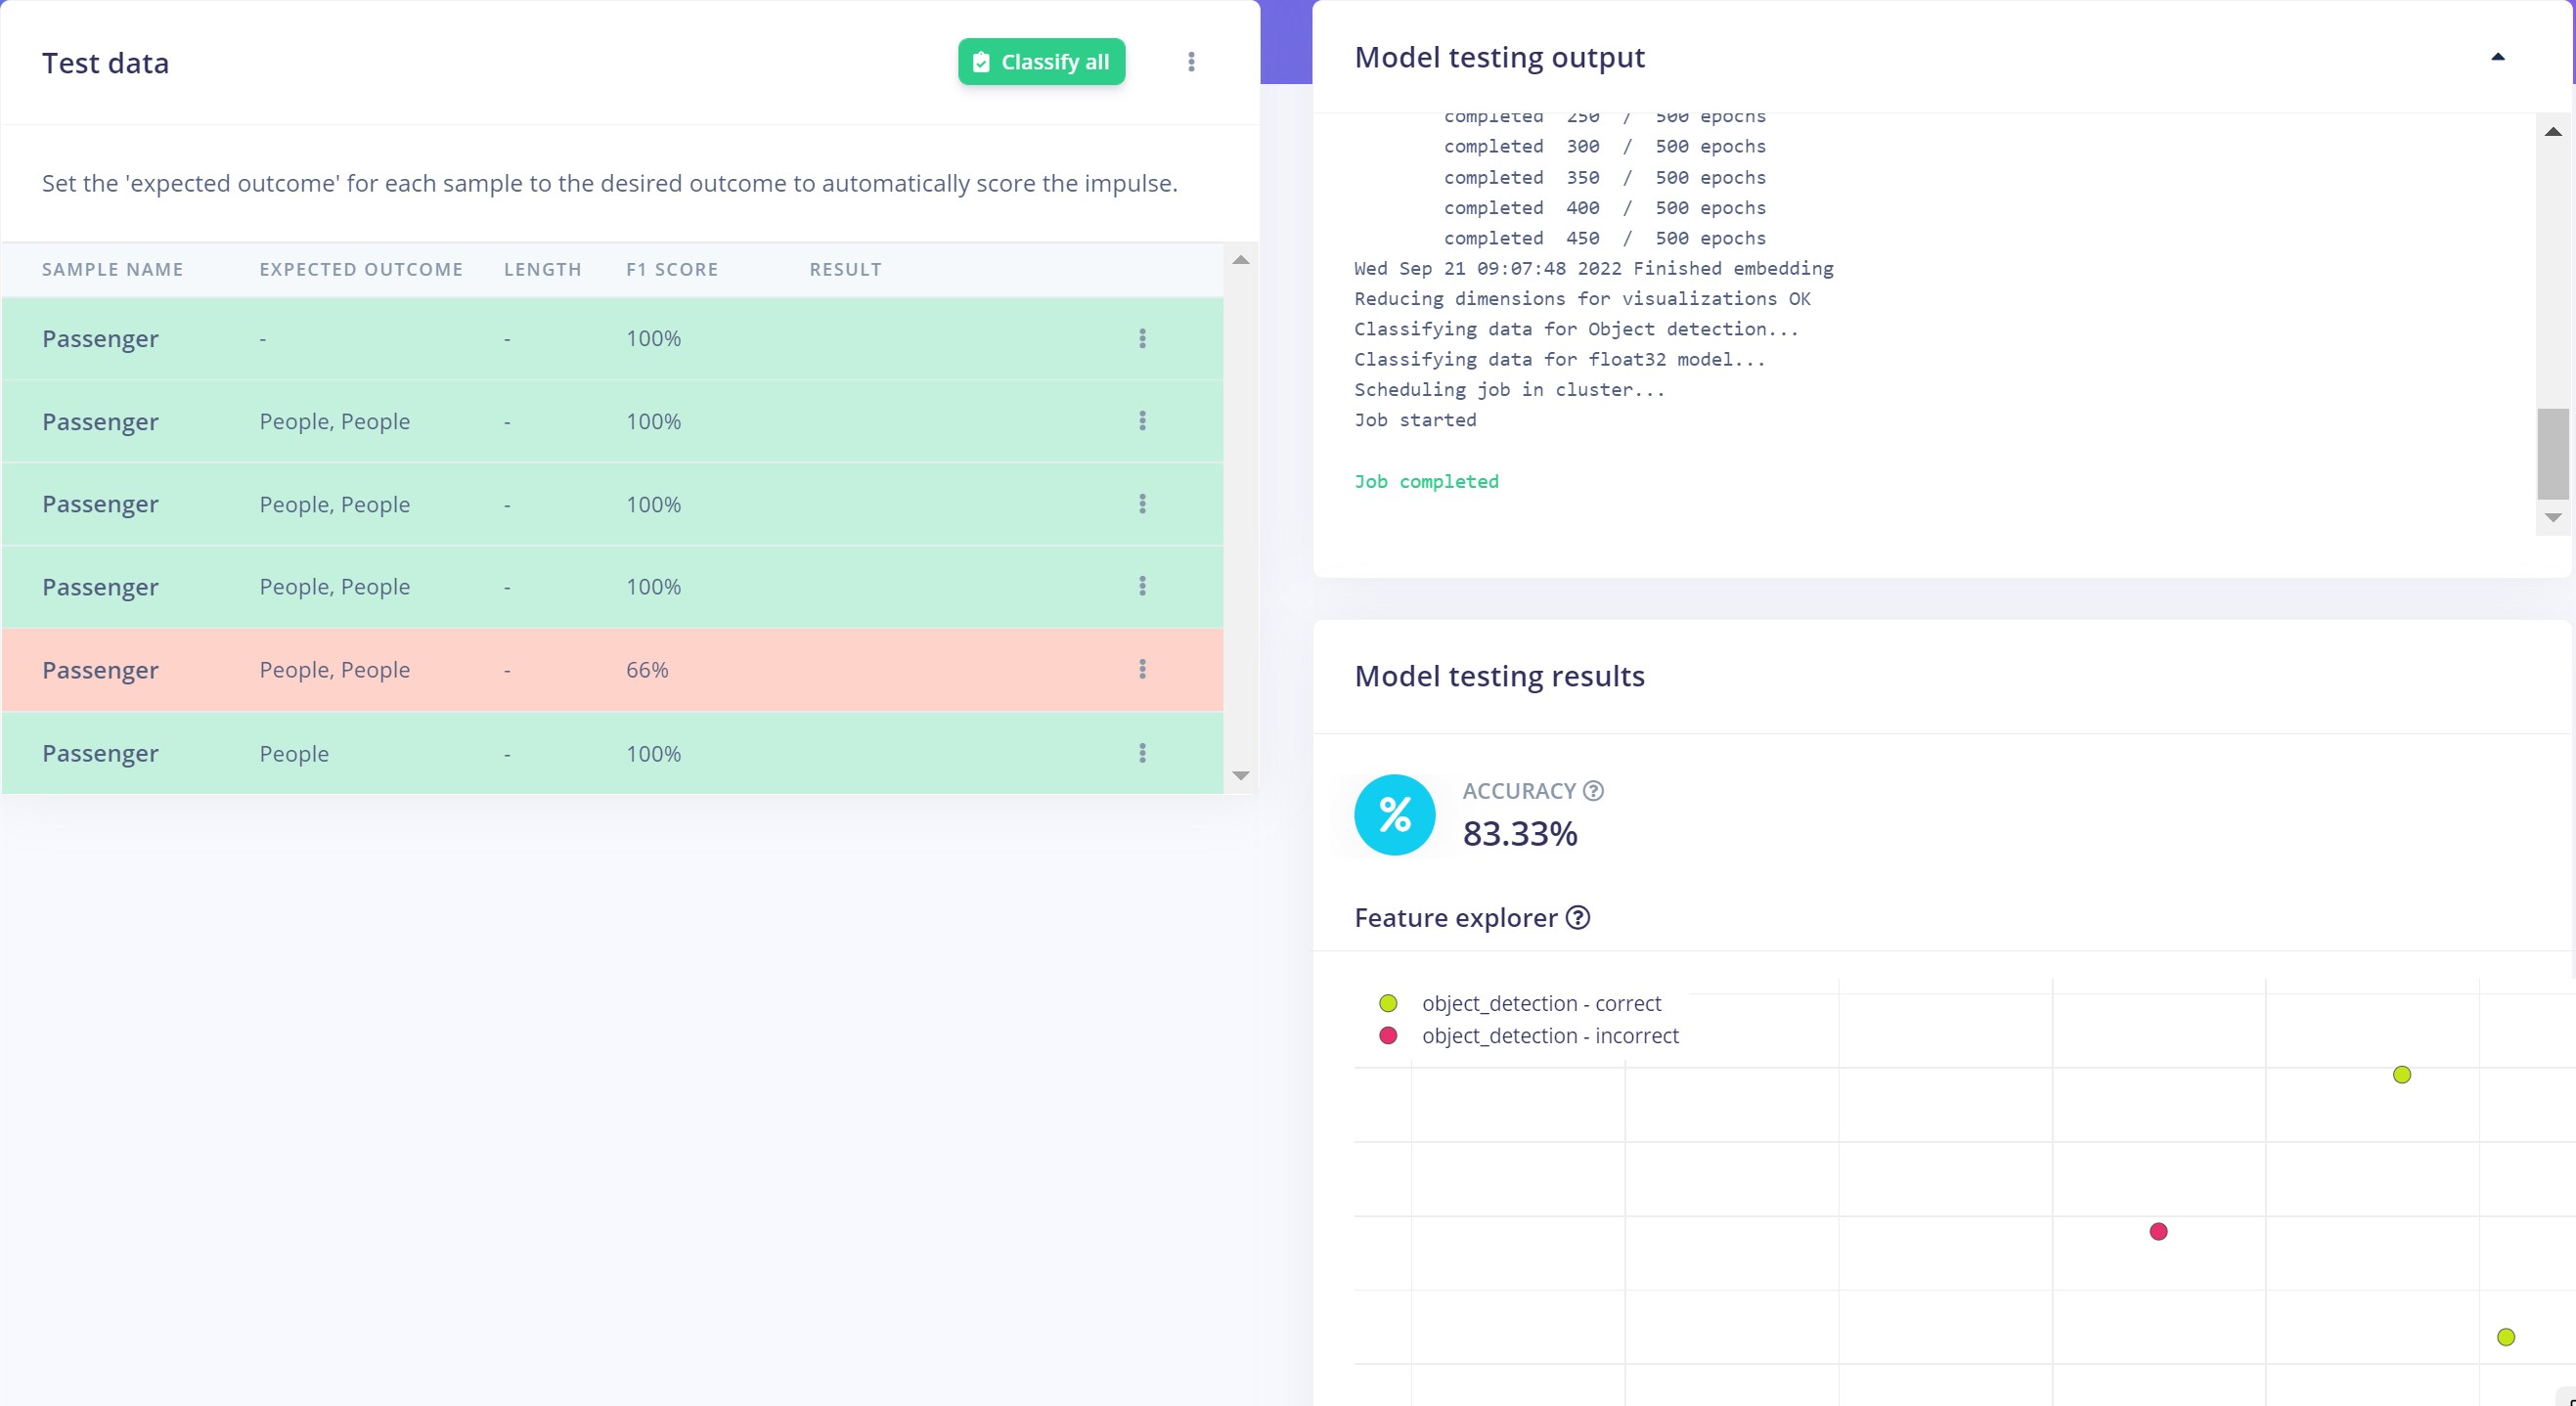 Test data
Classify all
Set the 'expected outcome' for each sample to the desired outcome to automatically score the impulse.
SAMPLE NAME EXPECTED OUTCOME LENGTH F1 SCORE RESULT
Passenger - - 100%
Passenger People, People - 100%
Passenger People, People - 100%
Passenger People, People - 100%
Passenger People, People - 66%
Passenger People - 100%
Model testing output
completed 250 / 500 epochs
completed 300 / 500 epochs
completed 350 / 500 epochs
completed 400 / 500 epochs
completed 450 / 500 epochs
Wed Sep 21 09:07:48 2022 Finished embedding
Reducing dimensions for visualizations OK
Classifying data for Object detection...
Classifying data for float32 model...
Scheduling job in cluster...
Job started
Job completed
Model testing results
%
ACCURACY ?
83.33%
Feature explorer ?
object_detection - correct
object_detection - incorrect